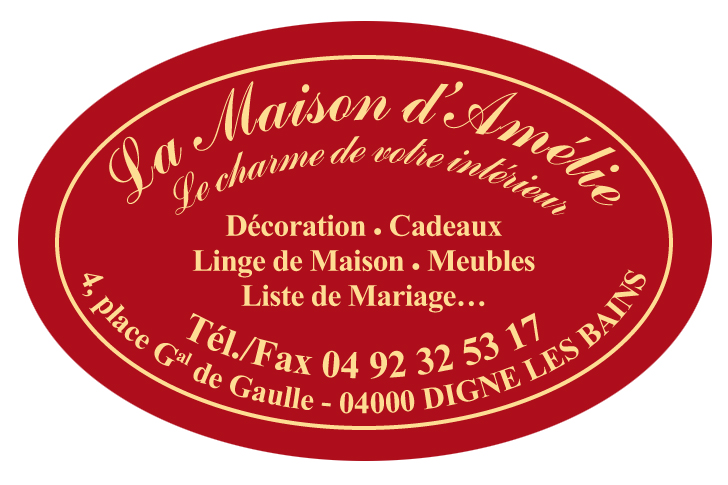 La Maison d'Amélie
Le charme de votre intérieur
Décoration • Cadeaux
Linge de Maison • Meubles
Liste de Mariage...
Tél./Fax 04 92 32 53 17
4, place Gal de Gaulle - 04000 DIGNE LES BAINS